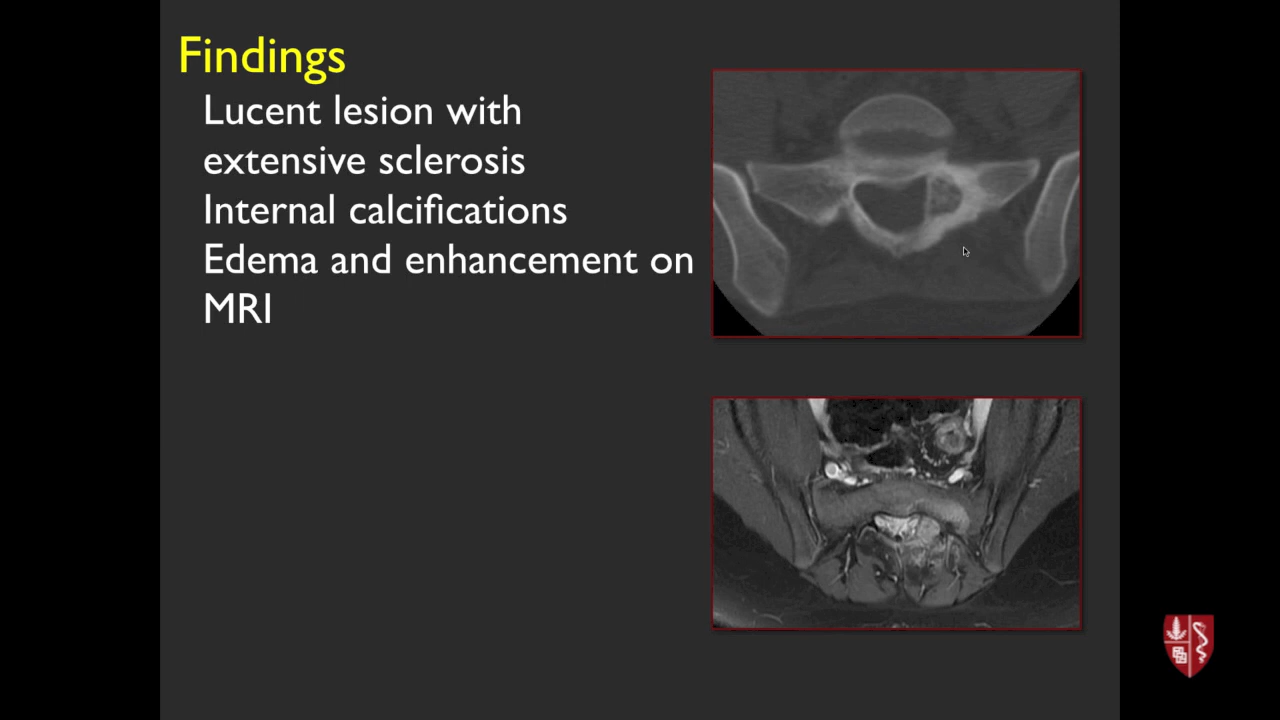 Findings
Lucent lesion with
extensive sclerosis
Internal calcifications
Edema and enhancement on
MRI